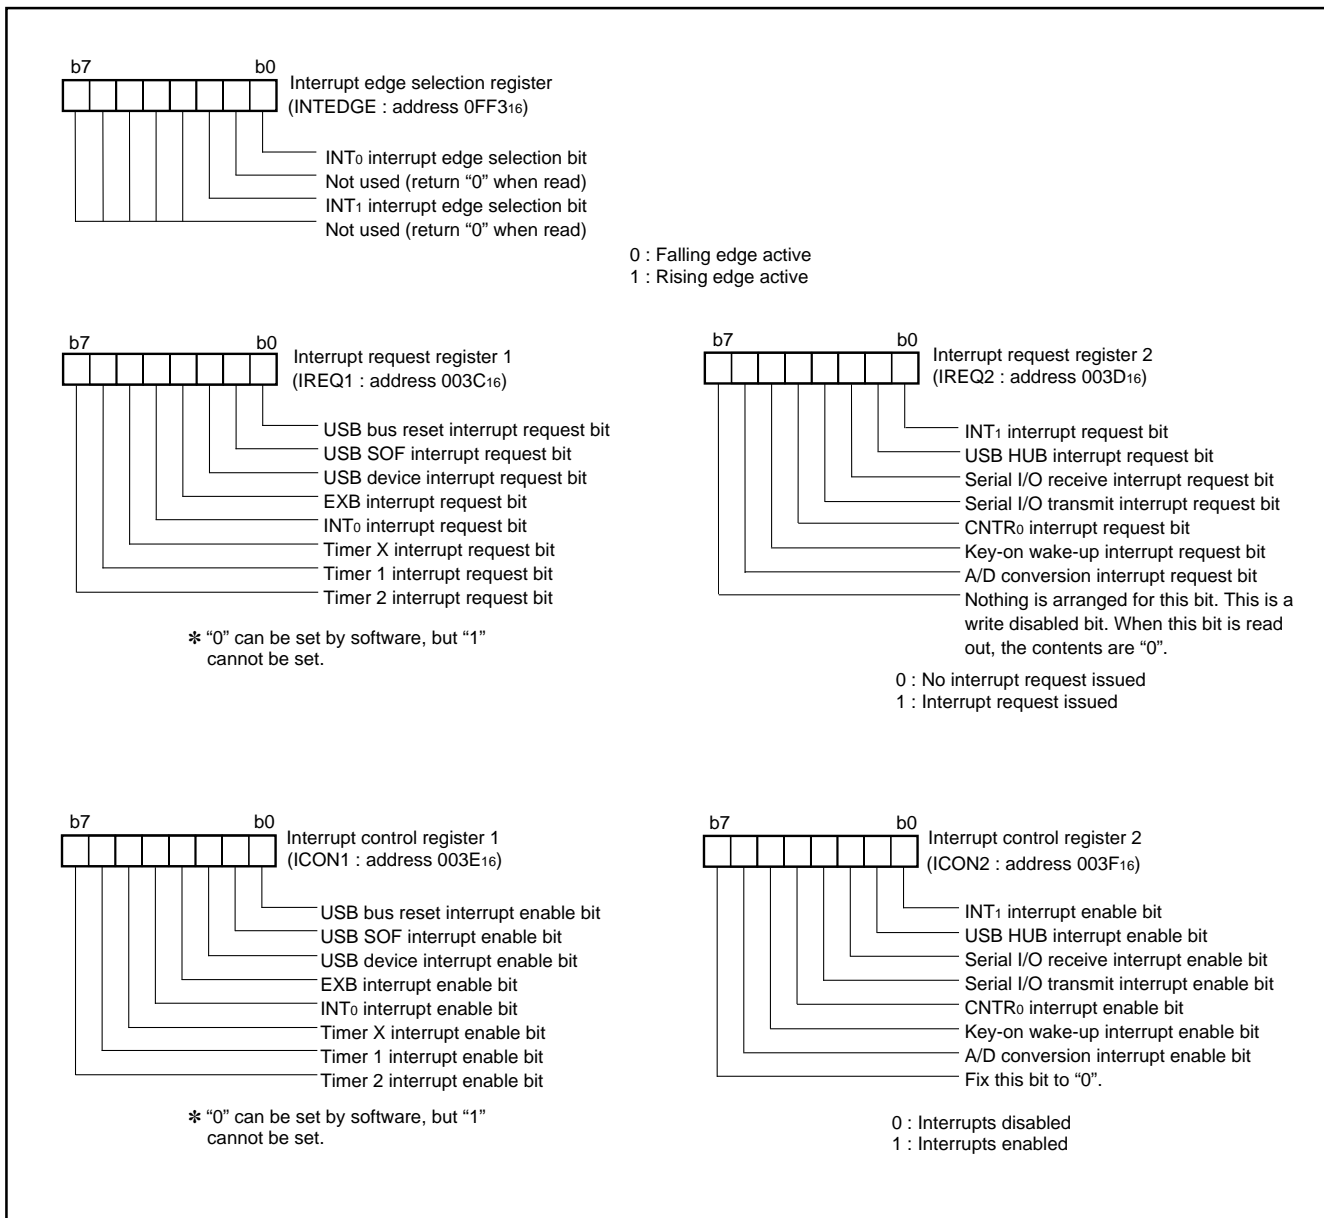 b7 b0
Interrupt edge selection register
(INTEDGE : address 0FF316)
INT0 interrupt edge selection bit
Not used (return “0” when read)
INT1 interrupt edge selection bit
Not used (return “0” when read)
0 : Falling edge active
1 : Rising edge active
b7 b0
Interrupt request register 1
(IREQ1 : address 003C16)
USB bus reset interrupt request bit
USB SOF interrupt request bit
USB device interrupt request bit
EXB interrupt request bit
INT0 interrupt request bit
Timer X interrupt request bit
Timer 1 interrupt request bit
Timer 2 interrupt request bit
✻ “0” can be set by software, but “1”
cannot be set.
b7 b0
Interrupt request register 2
(IREQ2 : address 003D16)
INT1 interrupt request bit
USB HUB interrupt request bit
Serial I/O receive interrupt request bit
Serial I/O transmit interrupt request bit
CNTR0 interrupt request bit
Key-on wake-up interrupt request bit
A/D conversion interrupt request bit
Nothing is arranged for this bit. This is a
write disabled bit. When this bit is read
out, the contents are “0”.
0 : No interrupt request issued
1 : Interrupt request issued
b7 b0
Interrupt control register 1
(ICON1 : address 003E16)
USB bus reset interrupt enable bit
USB SOF interrupt enable bit
USB device interrupt enable bit
EXB interrupt enable bit
INT0 interrupt enable bit
Timer X interrupt enable bit
Timer 1 interrupt enable bit
Timer 2 interrupt enable bit
✻ “0” can be set by software, but “1”
cannot be set.
b7 b0
Interrupt control register 2
(ICON2 : address 003F16)
INT1 interrupt enable bit
USB HUB interrupt enable bit
Serial I/O receive interrupt enable bit
Serial I/O transmit interrupt enable bit
CNTR0 interrupt enable bit
Key-on wake-up interrupt enable bit
A/D conversion interrupt enable bit
Fix this bit to “0”.
0 : Interrupts disabled
1 : Interrupts enabled